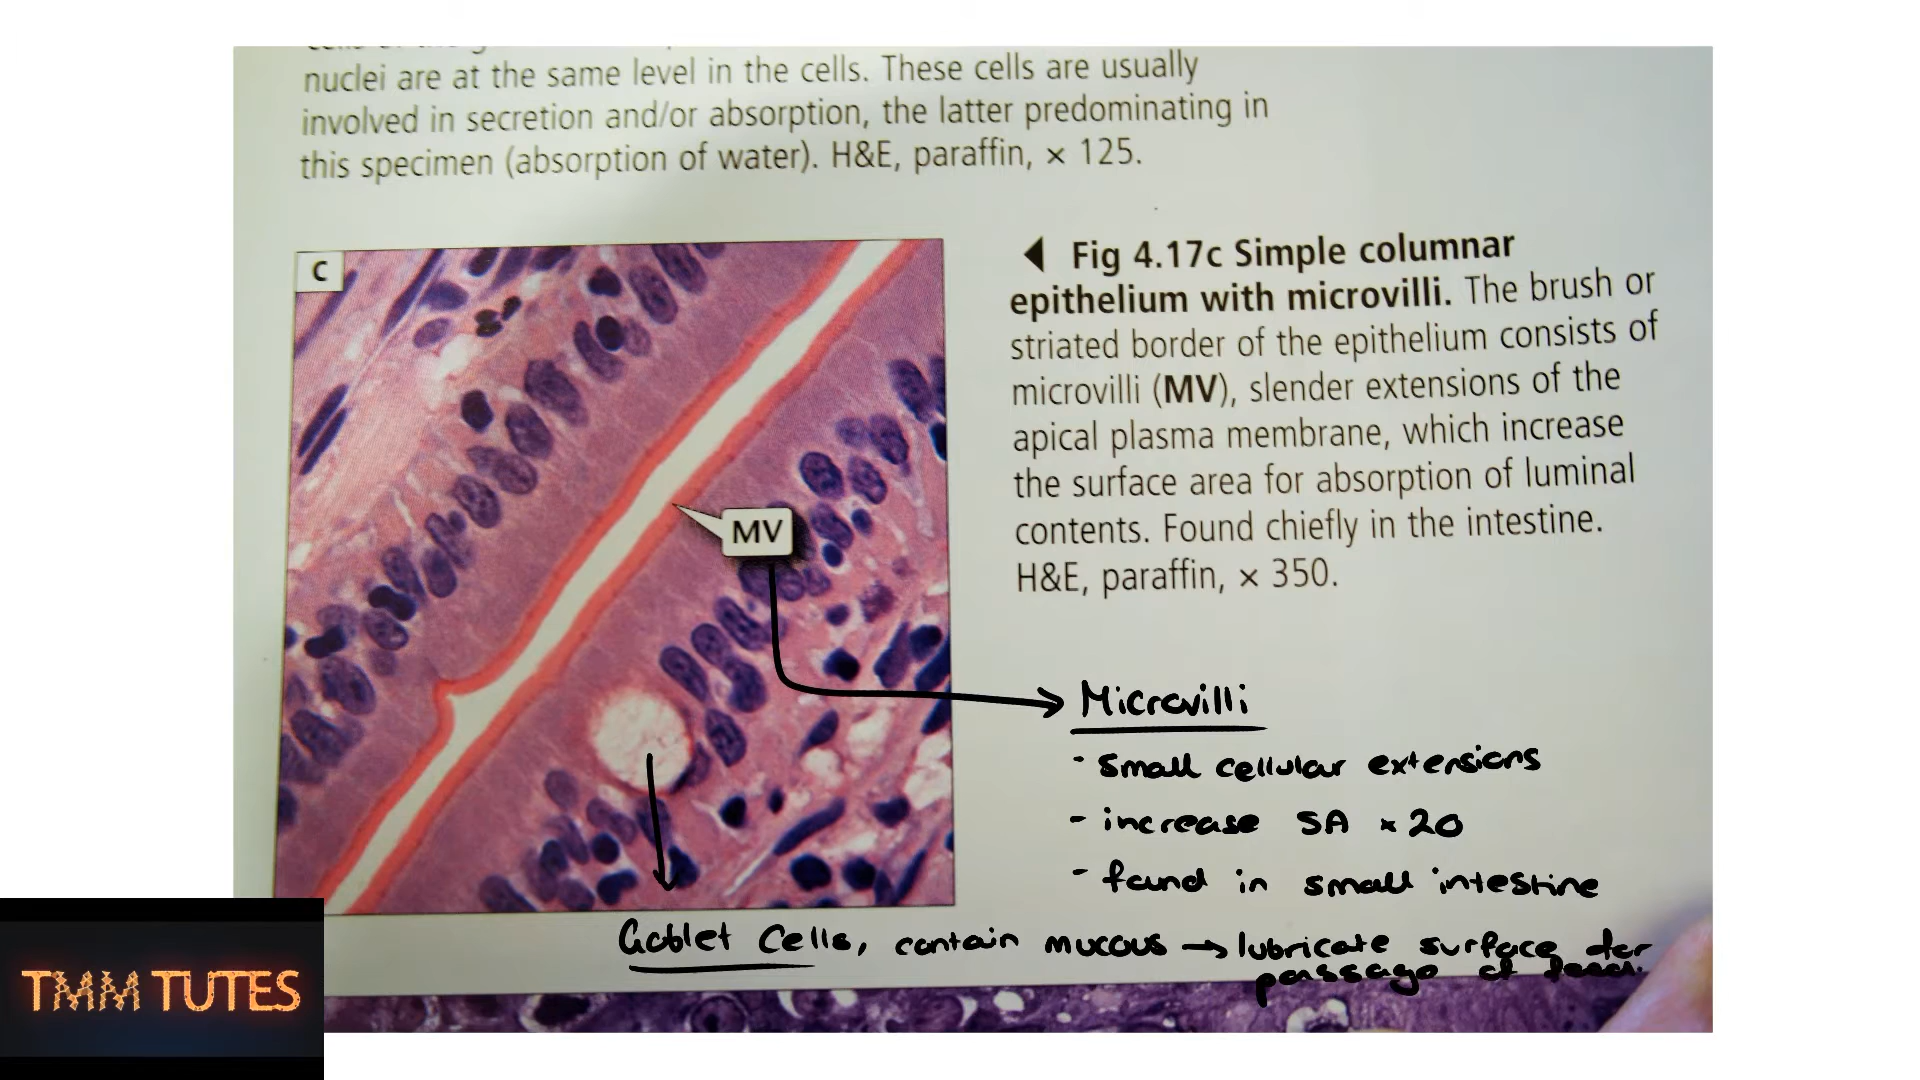 nuclei are at the same level in the cells. These cells are usually
involved in secretion and/or absorption, the latter predominating in
this specimen (absorption of water). H&E, paraffin, × 125.
C
◀ Fig 4.17c Simple columnar
epithelium with microvilli. The brush or
striated border of the epithelium consists of
microvilli (MV), slender extensions of the
apical plasma membrane, which increase
the surface area for absorption of luminal
contents. Found chiefly in the intestine.
H&E, paraffin, × 350.
MV
Microvilli
- small cellular extensions
- increase SA × 20
- found in small intestine
Goblet Cells, contain mucous → lubricate surface
passage of
TMM TUTES